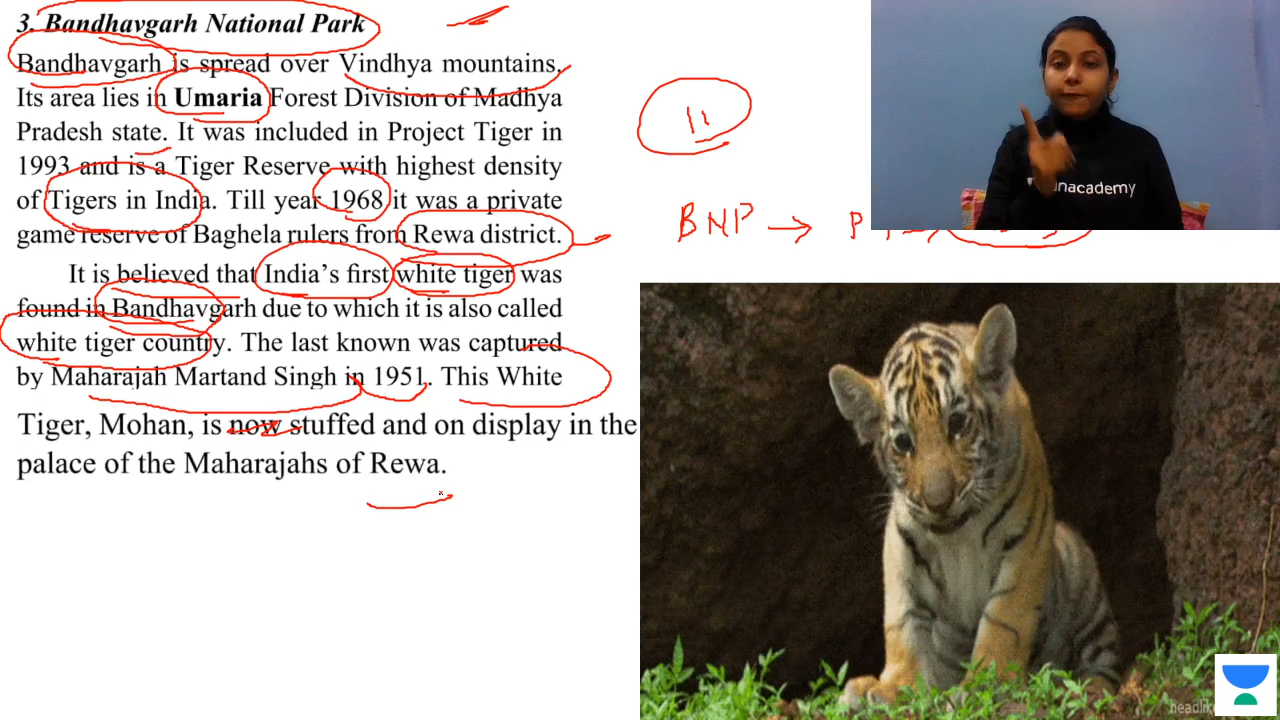 3. Bandhavgarh National Park
Bandhavgarh is spread over Vindhya mountains.
Its area lies in Umaria Forest Division of Madhya
Pradesh state. It was included in Project Tiger in
1993 and is a Tiger Reserve with highest density
of Tigers in India. Till year 1968 it was a private
game reserve of Baghela rulers from Rewa district.
It is believed that India's first white tiger was
found in Bandhavgarh due to which it is also called
white tiger country. The last known was captured
by Maharajah Martand Singh in 1951. This White
Tiger, Mohan, is now stuffed and on display in the
palace of the Maharajahs of Rewa.
11
BNP → P
unacademy
headlik